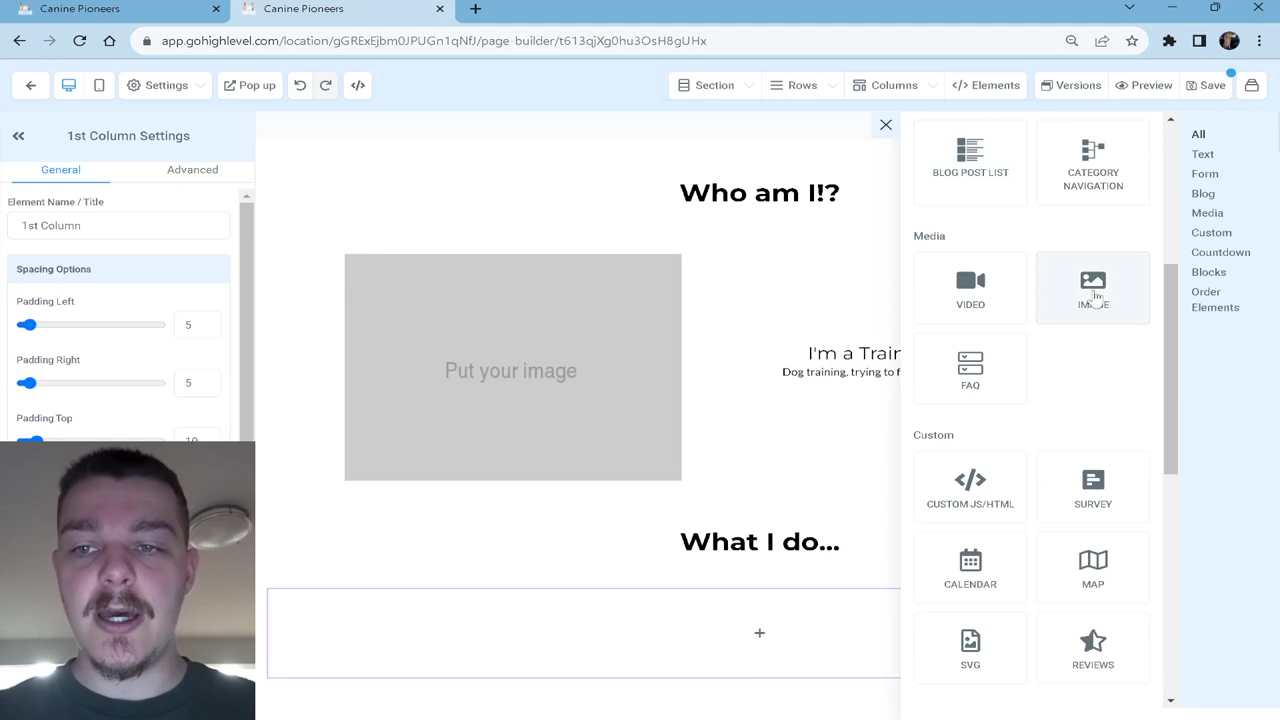 Canine Pioneers
Canine Pioneers
app.gohighlevel.com/location/gGRExEjbm0JPUGn1qNfJ/page-builder/t613qjXg0hu3OsH8gUHx
Settings
Pop up
Section
Rows
Columns
Elements
Versions
Preview
Save
1st Column Settings
General
Advanced
Element Name / Title
1st Column
Spacing Options
Padding Left
5
Padding Right
5
Padding Top
10
Who am I!?
Put your image
I'm a Train
Dog training, trying to f
What I do...
BLOG POST LIST
CATEGORY
NAVIGATION
Media
VIDEO
IMAGE
FAQ
Custom
CUSTOM JS/HTML
SURVEY
CALENDAR
MAP
SVG
REVIEWS
All
Text
Form
Blog
Media
Custom
Countdown
Blocks
Order
Elements